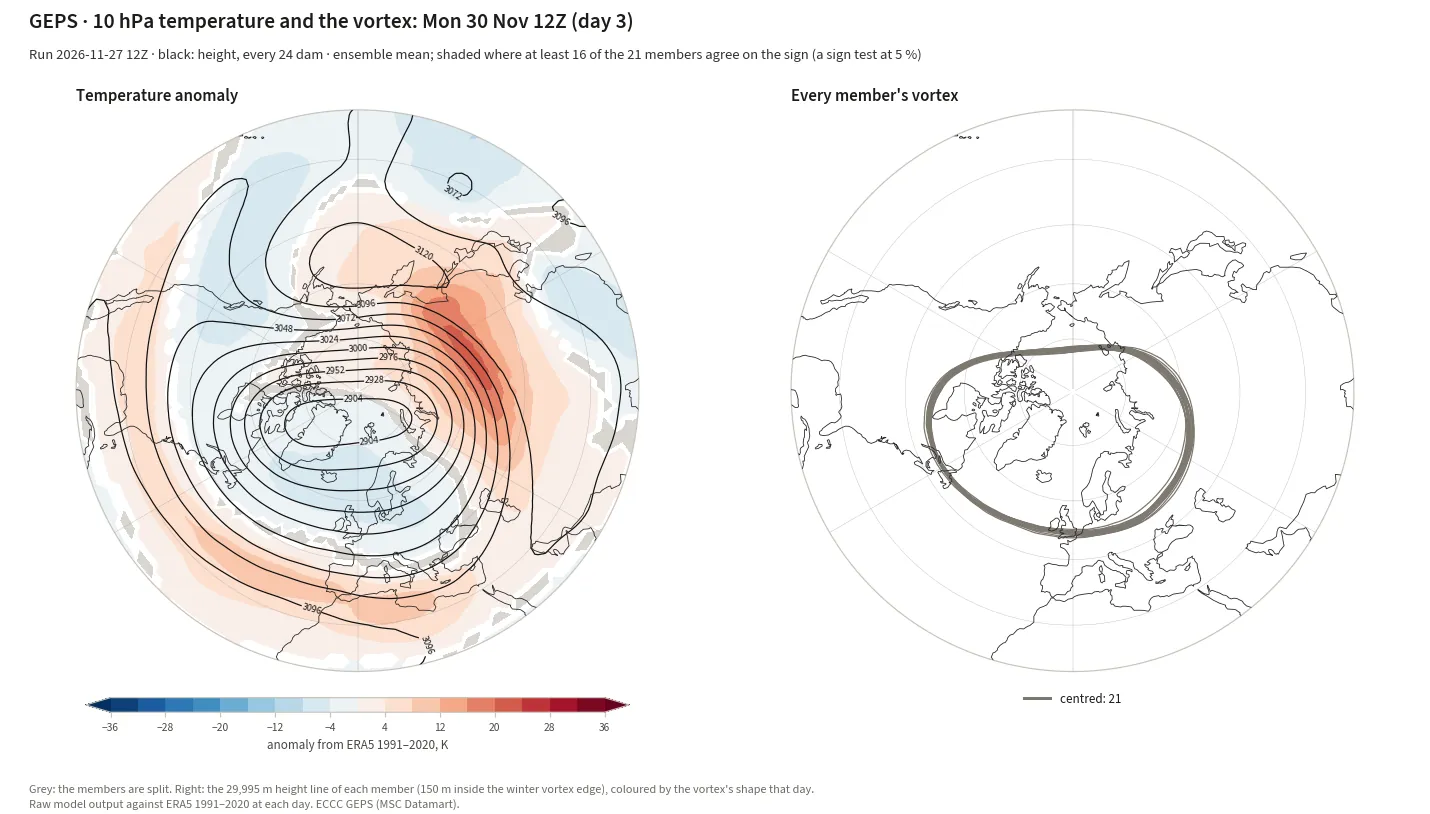 GEPS · 10 hPa temperature and the vortex: Mon 30 Nov 12Z (day 3)
Run 2026-11-27 12Z · black: height, every 24 dam · ensemble mean; shaded where at least 16 of the 21 members agree on the sign (a sign test at 5 %)
Temperature anomaly
Every member's vortex
3072
3096
3120
3096
3072
3048
3024
3000
2976
2952
2928
2904
2904
3096
3096
centred: 21
−36 −28 −20 −12 −4 4 12 20 28 36
anomaly from ERA5 1991–2020, K
Grey: the members are split. Right: the 29,995 m height line of each member (150 m inside the winter vortex edge), coloured by the vortex's shape that day.
Raw model output against ERA5 1991–2020 at each day. ECCC GEPS (MSC Datamart).